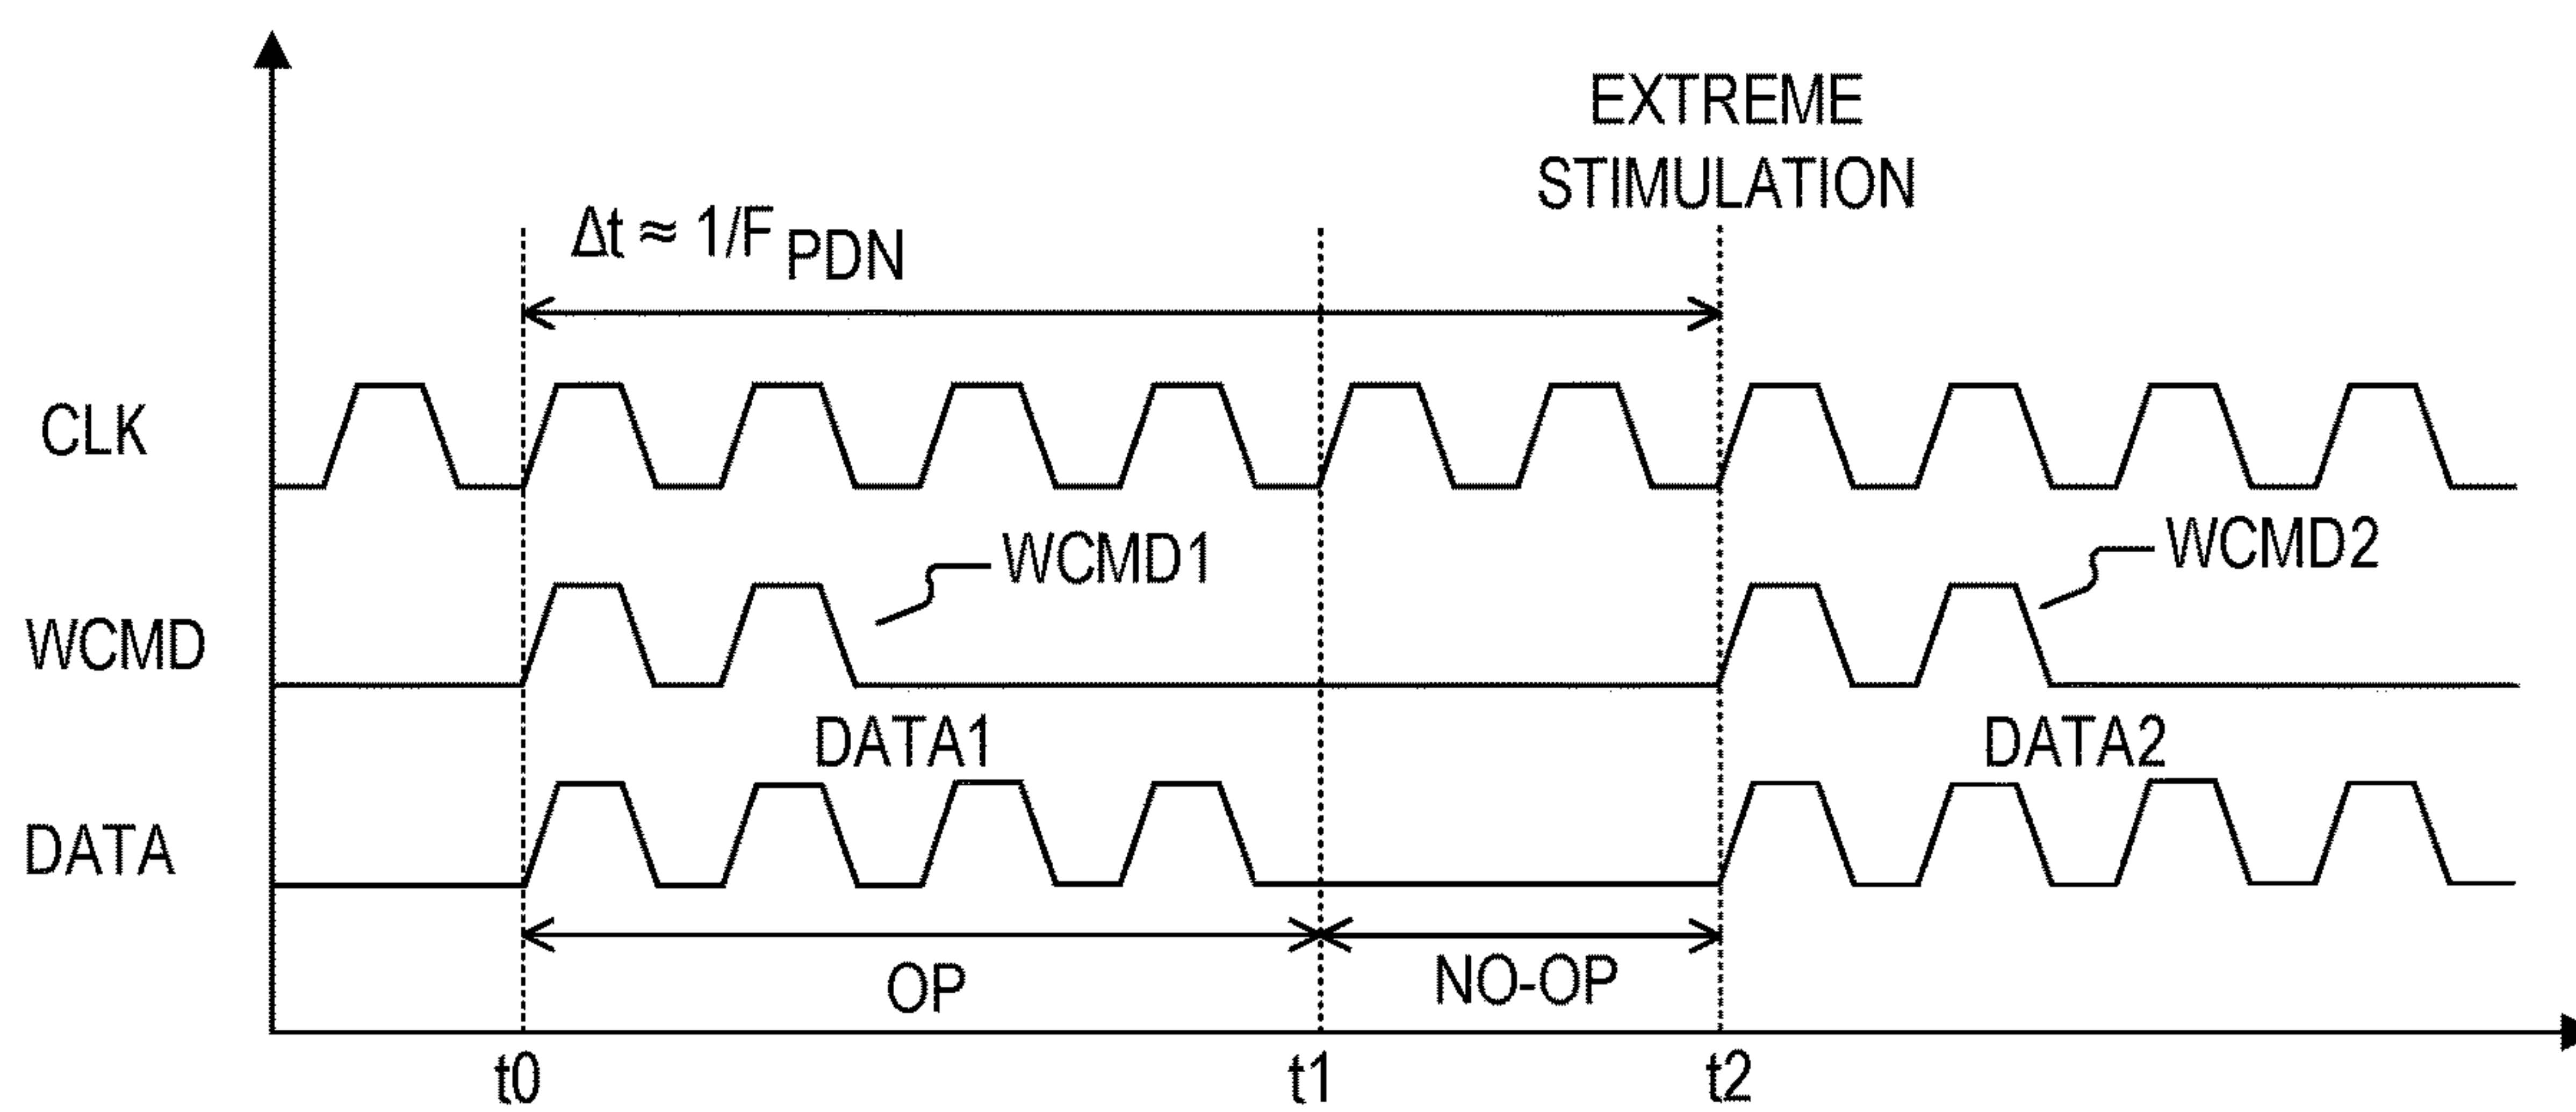 EXTREME
STIMULATION
Δt ≈ 1/F PDN
CLK
WCMD1
WCMD2
WCMD
DATA1
DATA2
DATA
OP
NO-OP
t0
t1
t2